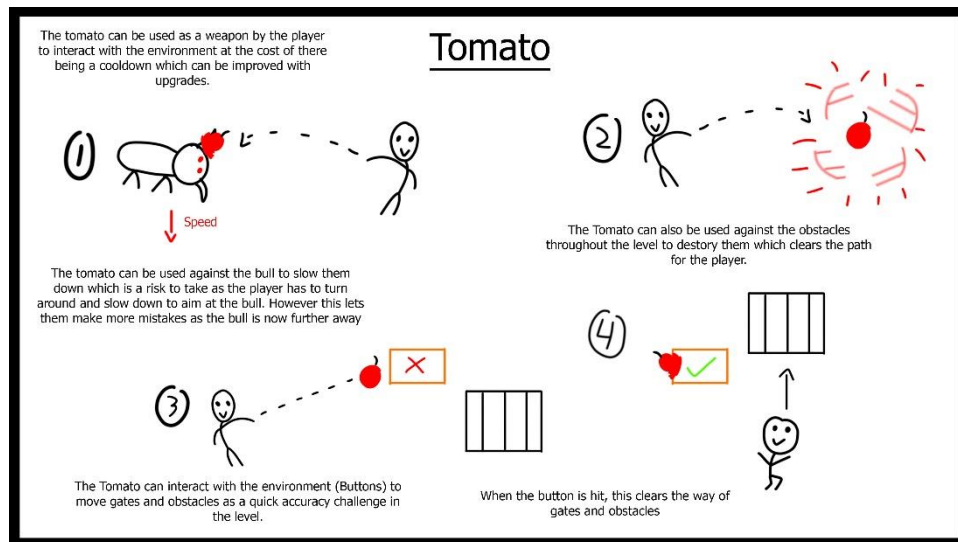 The tomato can be used as a weapon by the player
to interact with the environment at the cost of there
being a cooldown which can be improved with
upgrades.
Tomato
1
Speed
The tomato can be used against the bull to slow them
down which is a risk to take as the player has to turn
around and slow down to aim at the bull. However this lets
them make more mistakes as the bull is now further away
2
The Tomato can also be used against the obstacles
throughout the level to destory them which clears the path
for the player.
3
The Tomato can interact with the environment (Buttons) to
move gates and obstacles as a quick accuracy challenge in
the level.
4
When the button is hit, this clears the way of
gates and obstacles